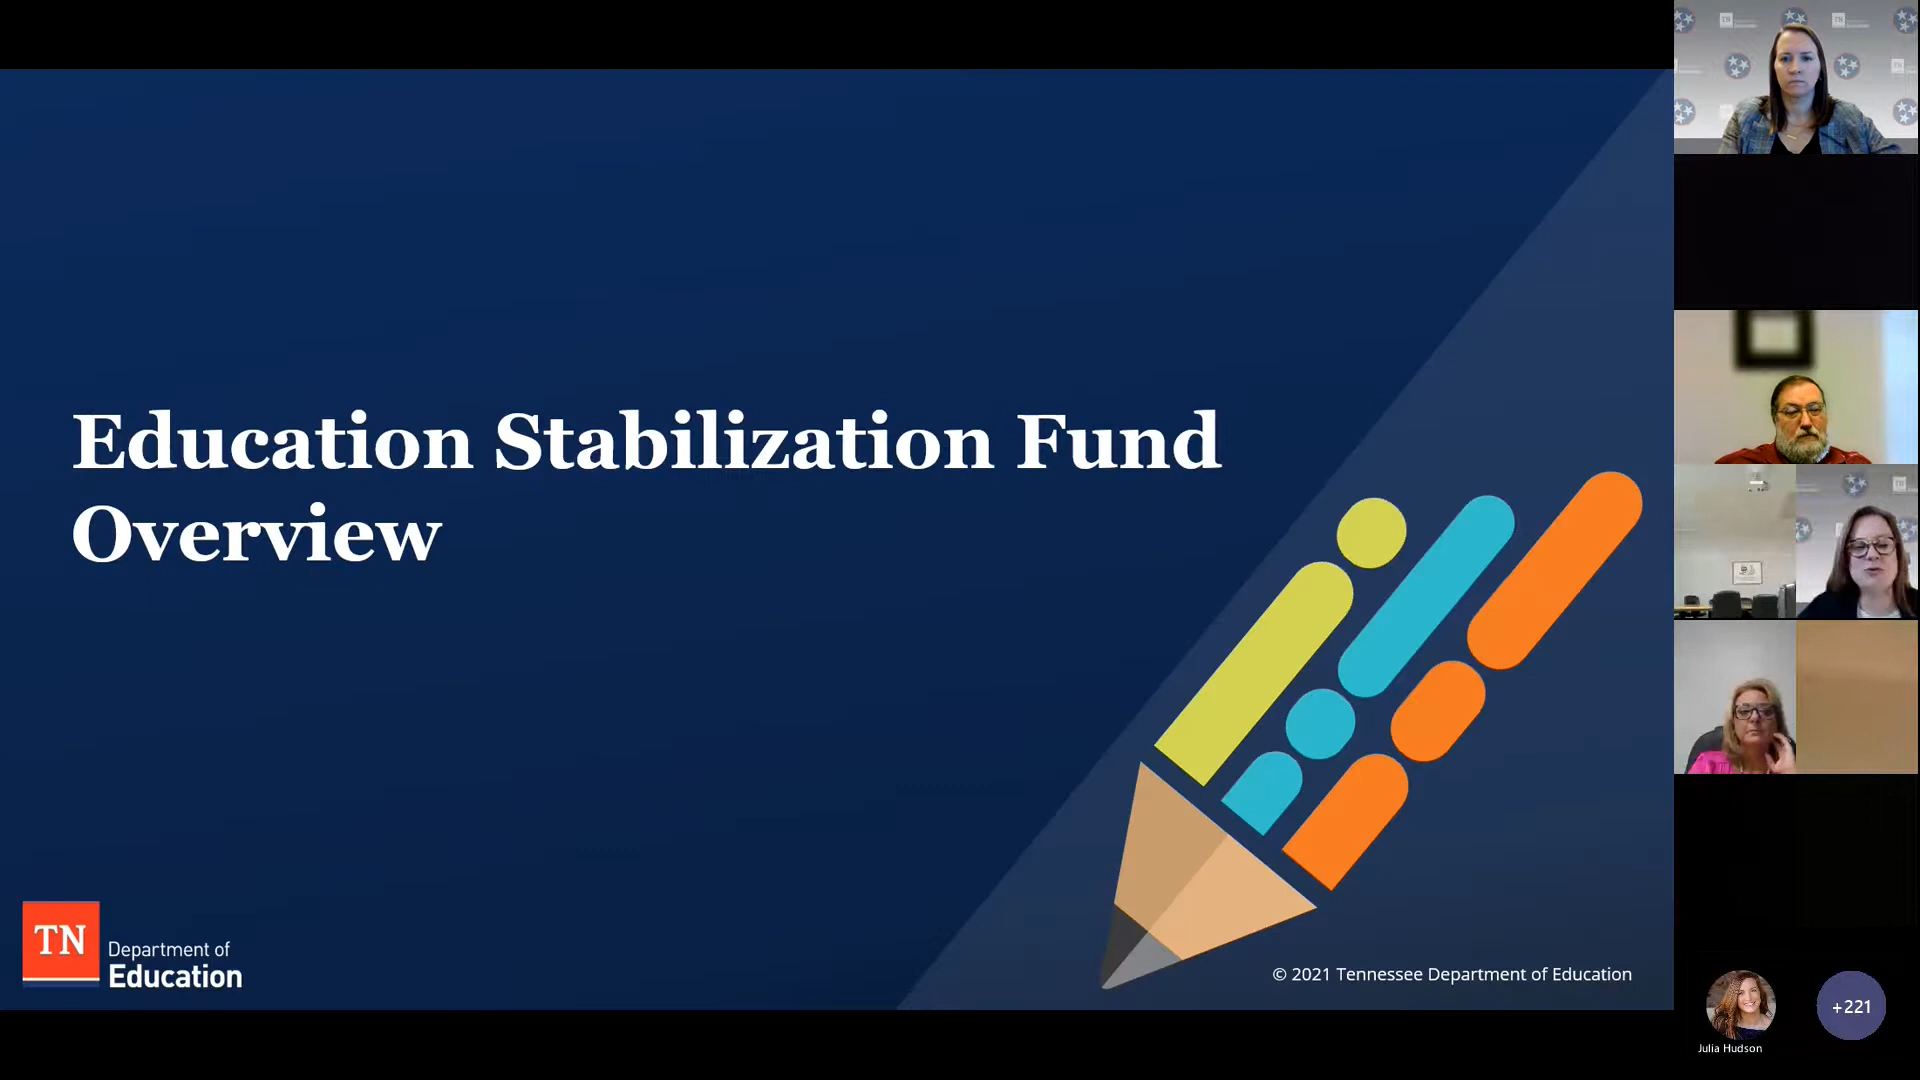 Education Stabilization Fund
Overview
TN
Department of
Education
© 2021 Tennessee Department of Education
+221
Julia Hudson